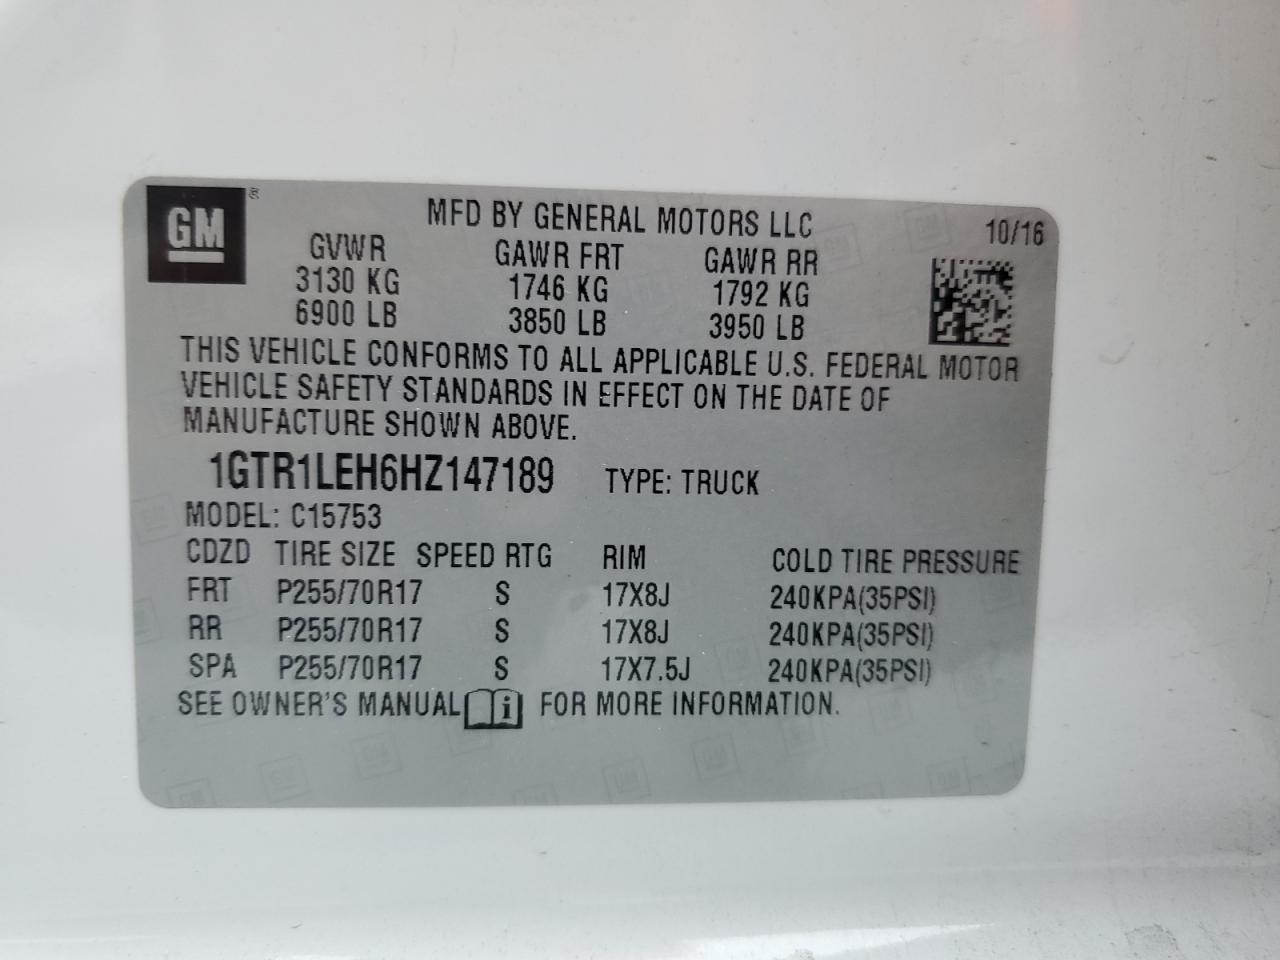 GM ®
MFD BY GENERAL MOTORS LLC 10/16
GVWR GAWR FRT GAWR RR
3130 KG 1746 KG 1792 KG
6900 LB 3850 LB 3950 LB
THIS VEHICLE CONFORMS TO ALL APPLICABLE U.S. FEDERAL MOTOR
VEHICLE SAFETY STANDARDS IN EFFECT ON THE DATE OF
MANUFACTURE SHOWN ABOVE.
1GTR1LEH6HZ147189 TYPE: TRUCK
MODEL: C15753
CDZD TIRE SIZE SPEED RTG RIM COLD TIRE PRESSURE
FRT P255/70R17 S 17X8J 240KPA(35PSI)
RR P255/70R17 S 17X8J 240KPA(35PSI)
SPA P255/70R17 S 17X7.5J 240KPA(35PSI)
SEE OWNER'S MANUAL i FOR MORE INFORMATION.